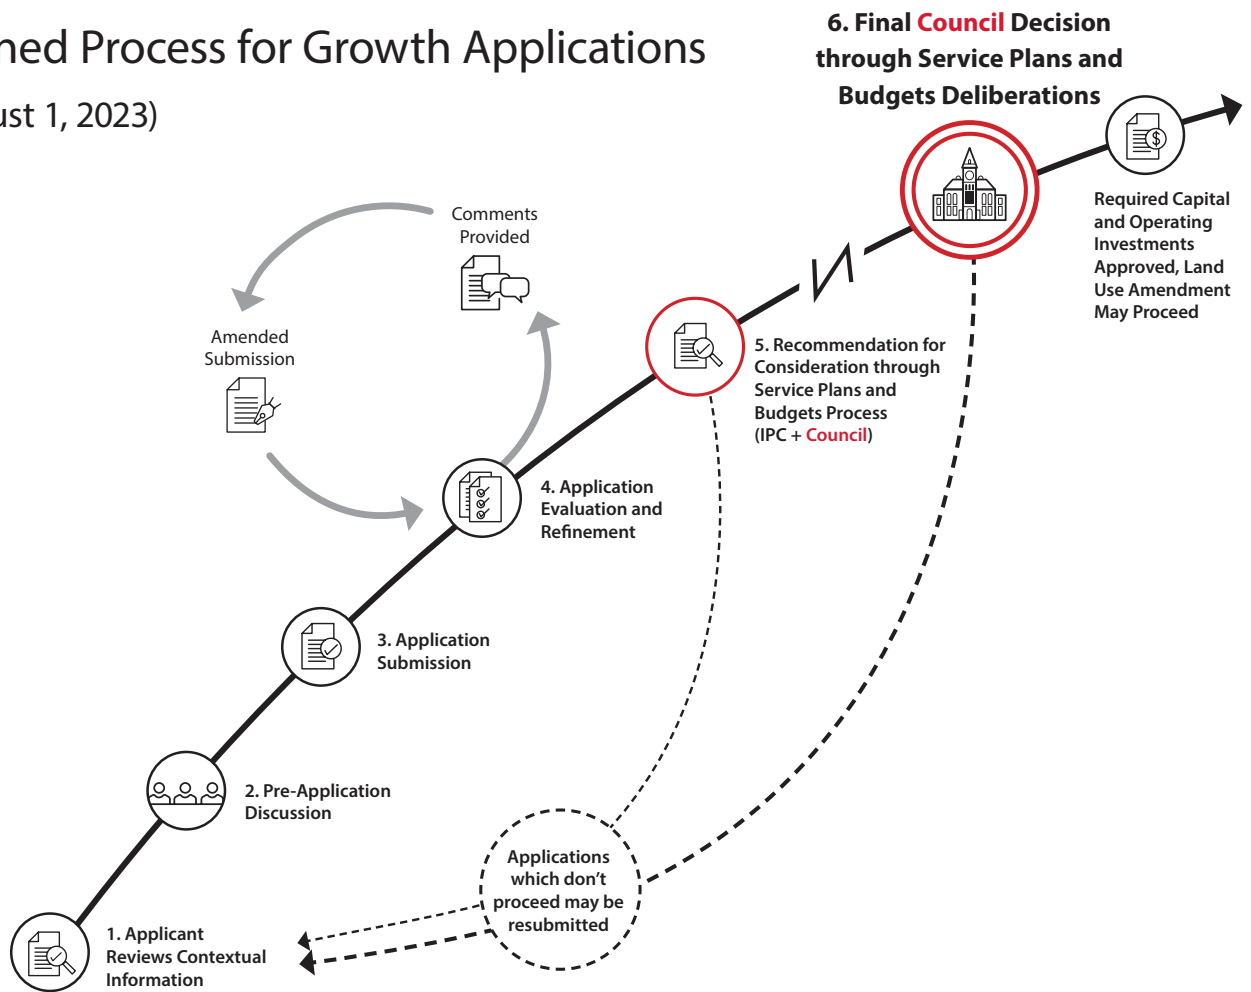 ned Process for Growth Applications
ust 1, 2023)
6. Final Council Decision
through Service Plans and
Budgets Deliberations
$
Required Capital
and Operating
Investments
Approved, Land
Use Amendment
May Proceed
Comments
Provided
Amended
Submission
5. Recommendation for
Consideration through
Service Plans and
Budgets Process
(IPC + Council)
4. Application
Evaluation and
Refinement
3. Application
Submission
2. Pre-Application
Discussion
Applications
which don't
proceed may be
resubmitted
1. Applicant
Reviews Contextual
Information